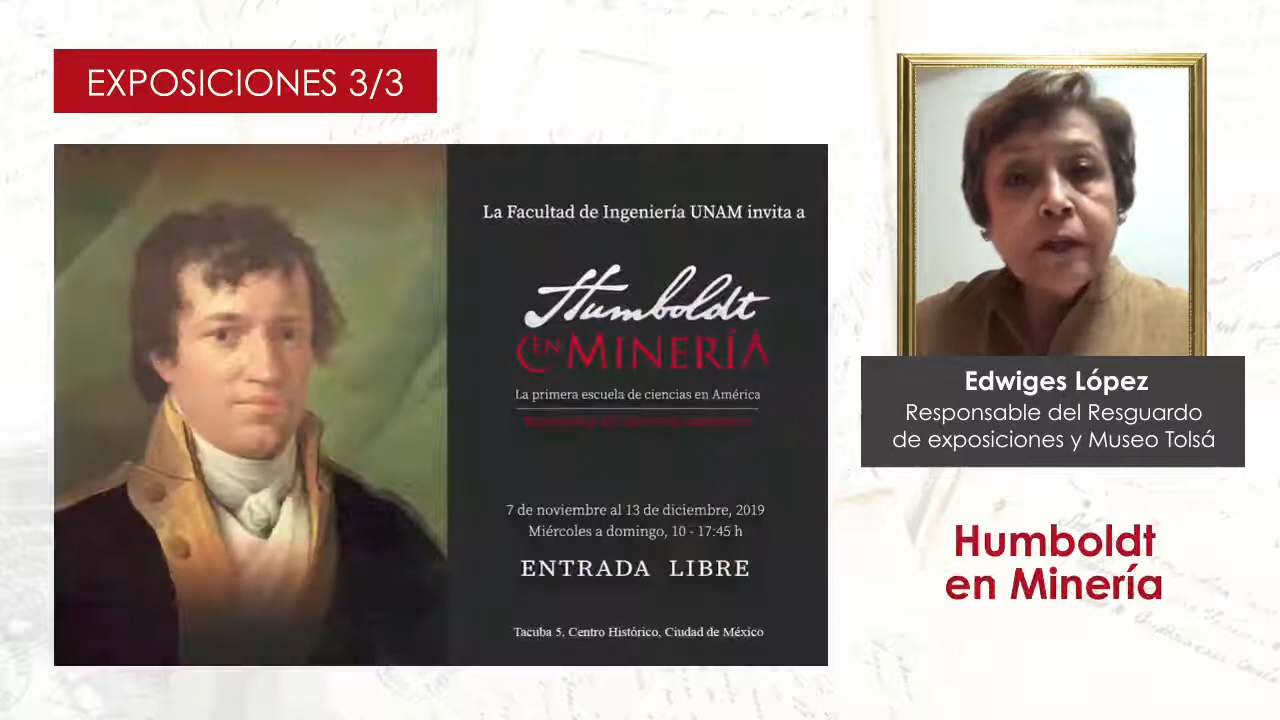 EXPOSICIONES 3/3
La Facultad de Ingeniería UNAM invita a
Humboldt
EN MINERÍA
La primera escuela de ciencias en América
7 de noviembre al 13 de diciembre, 2019
Miércoles a domingo, 10 - 17:45 h
ENTRADA LIBRE
Tacuba 5, Centro Histórico, Ciudad de México
Edwiges López
Responsable del Resguardo
de exposiciones y Museo Tolsá
Humboldt
en Minería